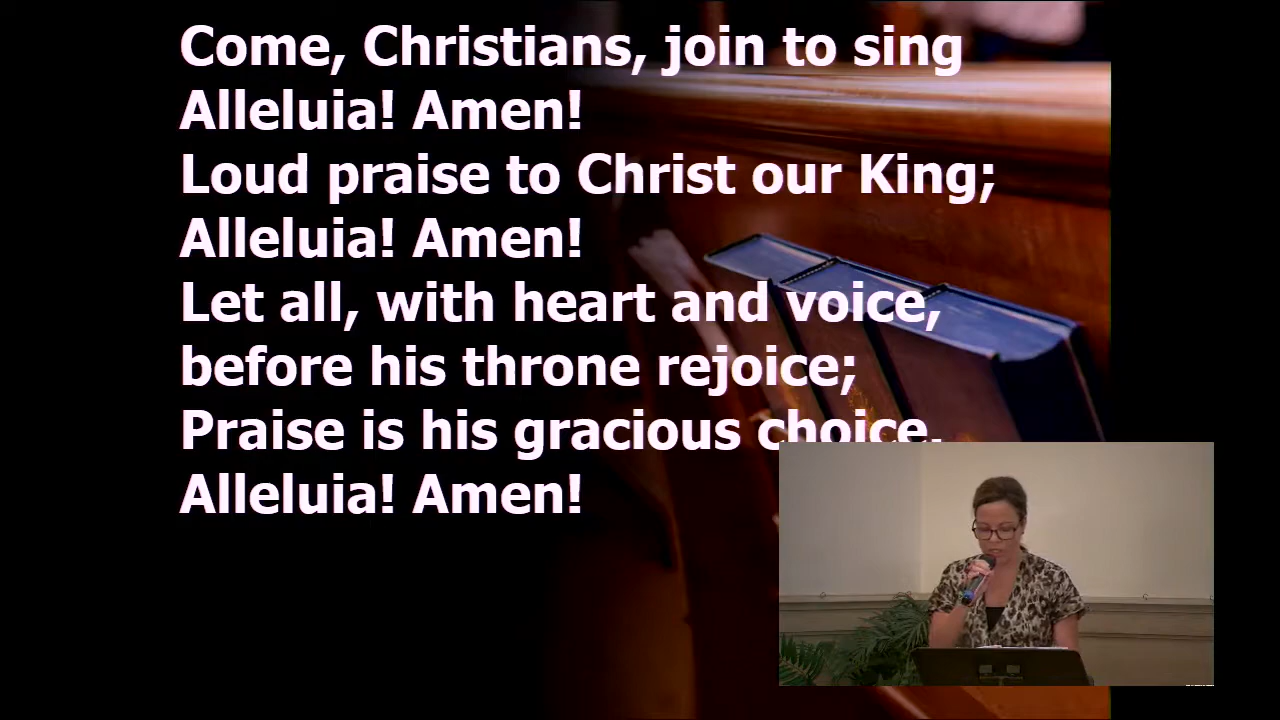 Come, Christians, join to sing
Alleluia! Amen!
Loud praise to Christ our King;
Alleluia! Amen!
Let all, with heart and voice,
before his throne rejoice;
Praise is his gracious choice.
Alleluia! Amen!